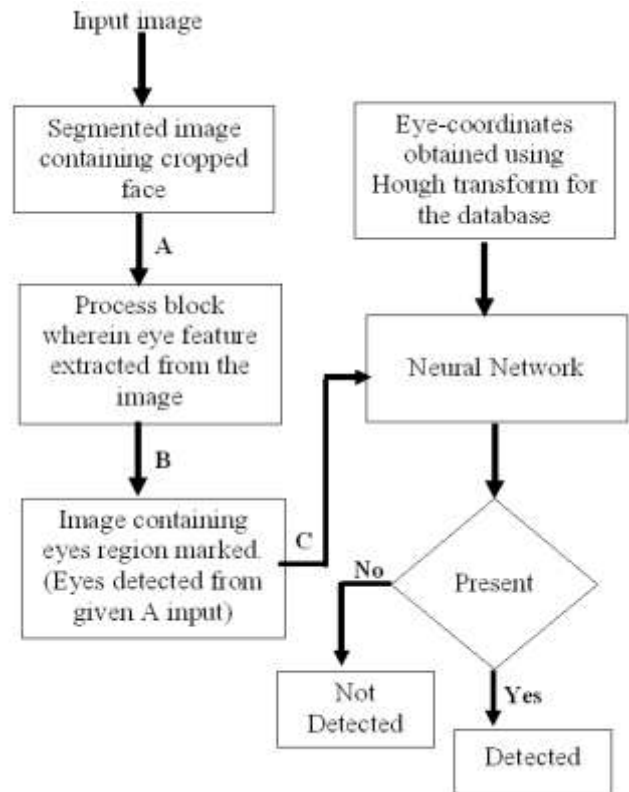 Input image
Segmented image
containing cropped
face
A
Process block
wherein eye feature
extracted from the
image
B
Image containing
eyes region marked.
(Eyes detected from
given A input)
C
Eye-coordinates
obtained using
Hough transform for
the database
Neural Network
Present
No
Not
Detected
Yes
Detected